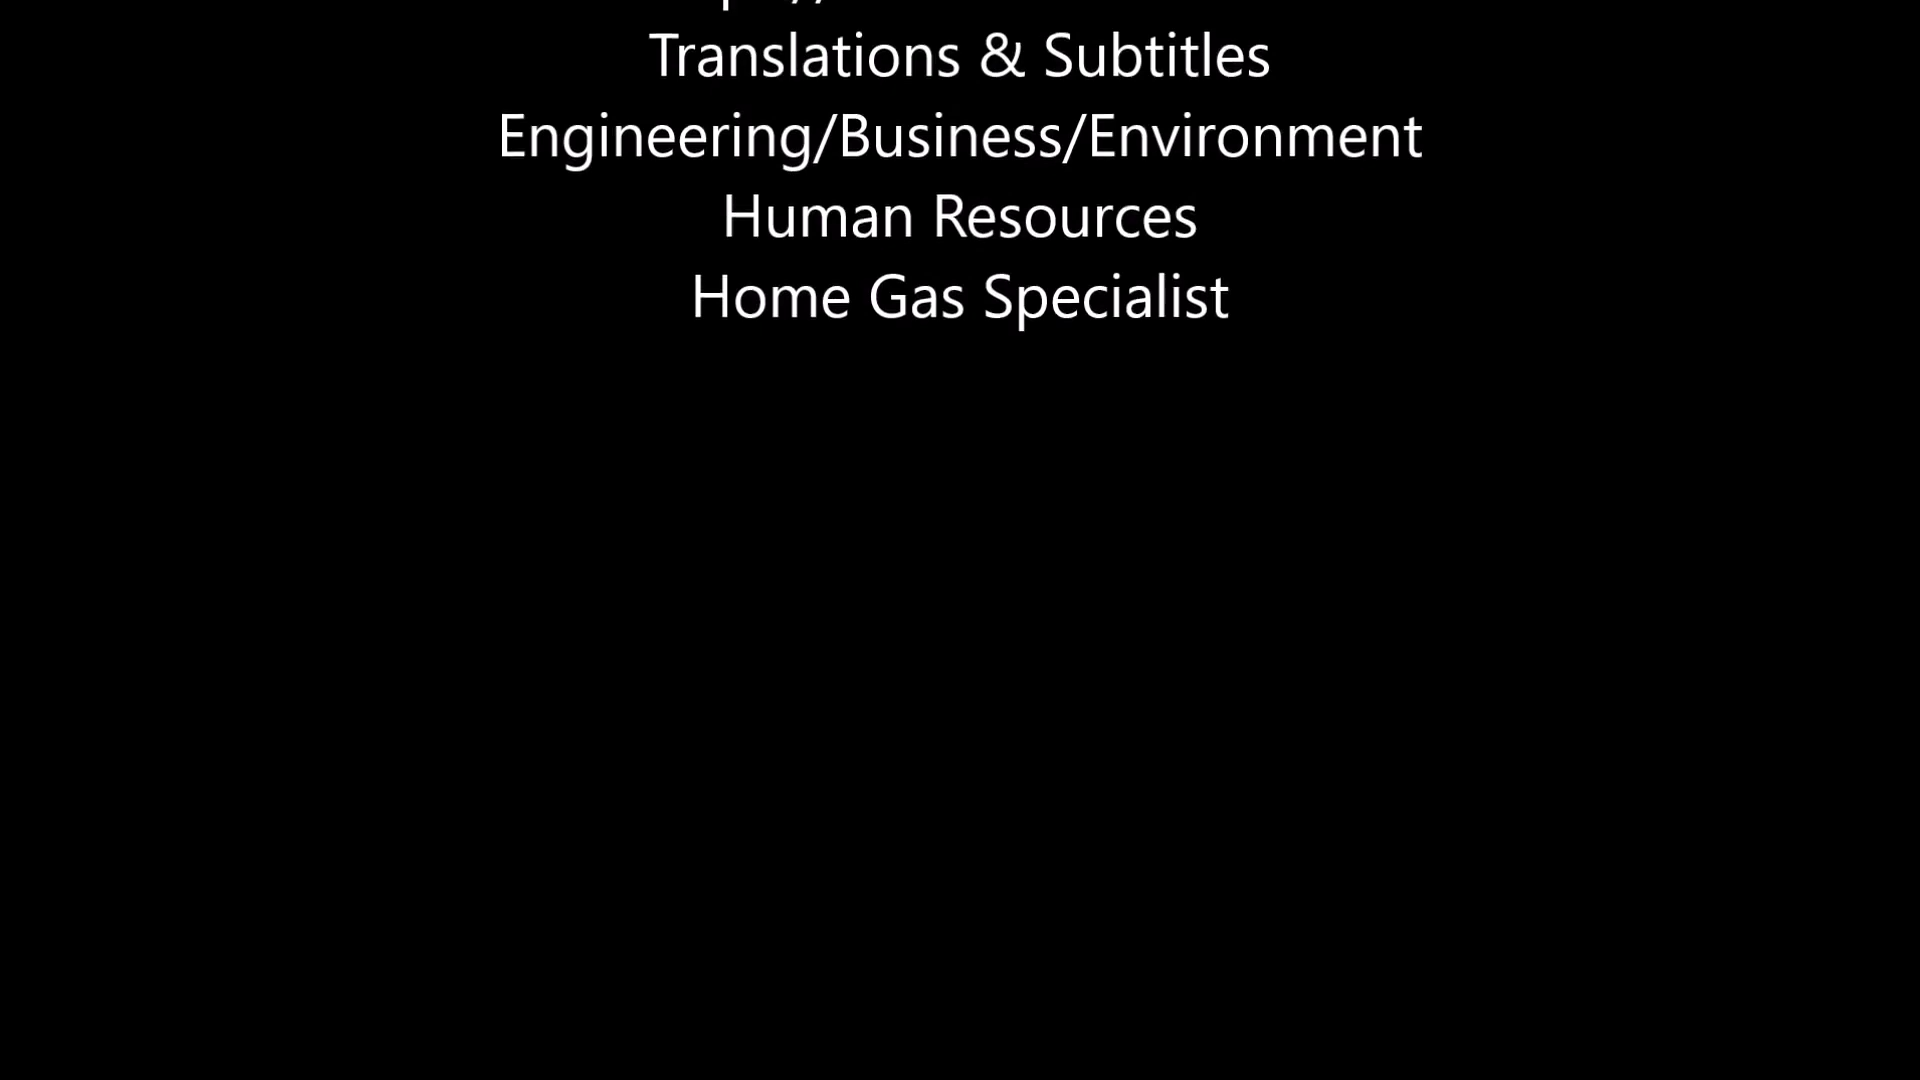 Translations & Subtitles
Engineering/Business/Environment
Human Resources
Home Gas Specialist